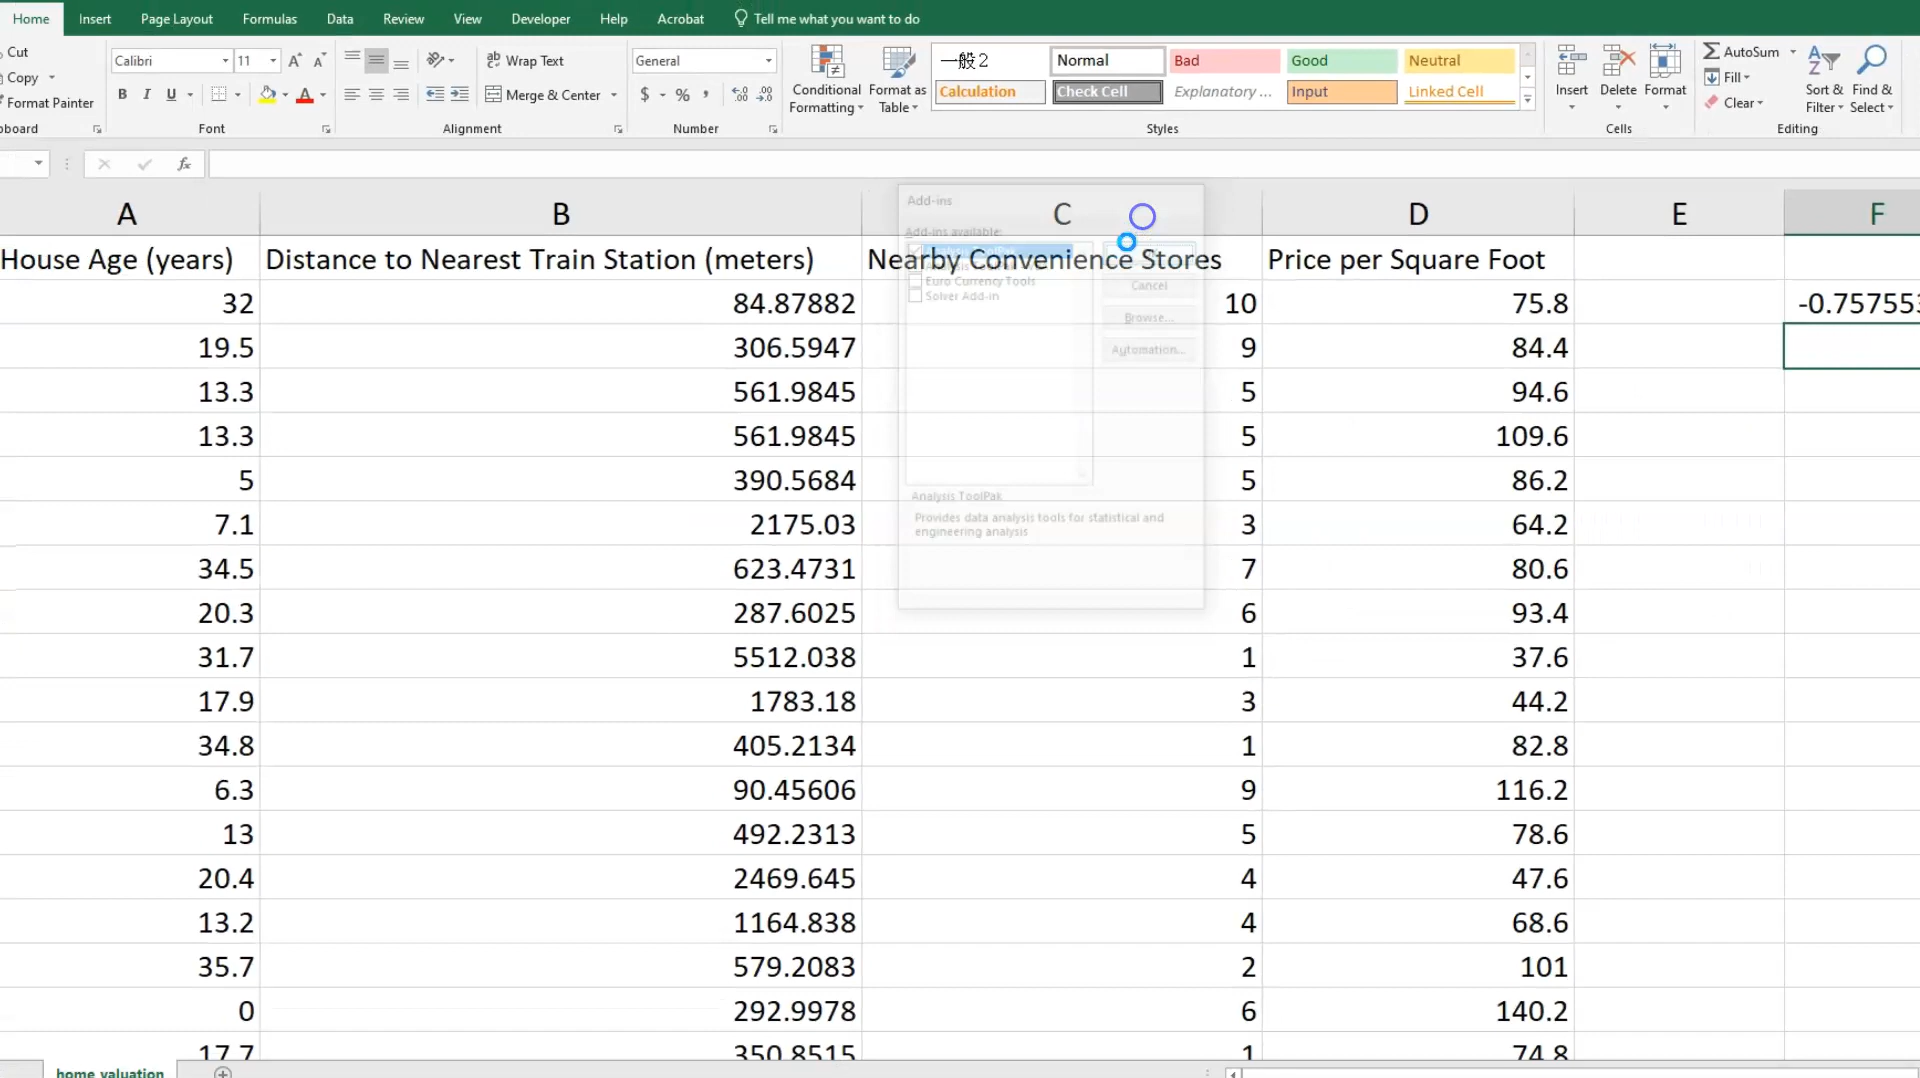 Home Insert Page Layout Formulas Data Review View Developer Help Acrobat Tell me what you want to do
Cut
Copy
Format Painter
board
Calibri 11
B I U
Font
Wrap Text
Merge & Center
Alignment
General
$ % ,
Number
Conditional Formatting
Format as Table
一般 2 Normal Bad Good Neutral
Calculation Check Cell Explanatory ... Input Linked Cell
Styles
Insert Delete Format
Cells
AutoSum
Fill
Clear
Sort & Filter
Find & Select
Editing
fx
A B C D E F
House Age (years) Distance to Nearest Train Station (meters) Nearby Convenience Stores Price per Square Foot
32 84.87882 10 75.8 -0.757553
19.5 306.5947 9 84.4
13.3 561.9845 5 94.6
13.3 561.9845 5 109.6
5 390.5684 5 86.2
7.1 2175.03 3 64.2
34.5 623.4731 7 80.6
20.3 287.6025 6 93.4
31.7 5512.038 1 37.6
17.9 1783.18 3 44.2
34.8 405.2134 1 82.8
6.3 90.45606 9 116.2
13 492.2313 5 78.6
20.4 2469.645 4 47.6
13.2 1164.838 4 68.6
35.7 579.2083 2 101
0 292.9978 6 140.2
17.7 350.8515 1 74.8
Add-ins
Add-ins available:
Analysis ToolPak
Euro Currency Tools
Solver Add-in
Cancel
Browse...
Automation...
Analysis ToolPak
Provides data analysis tools for statistical and
engineering analysis
home valuation